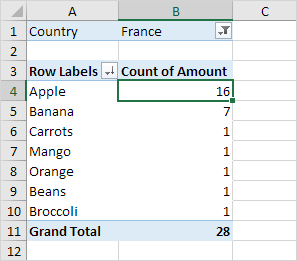 A B C
1 Country France
2
3 Row Labels Count of Amount
4 Apple 16
5 Banana 7
6 Carrots 1
7 Mango 1
8 Orange 1
9 Beans 1
10 Broccoli 1
11 Grand Total 28
12